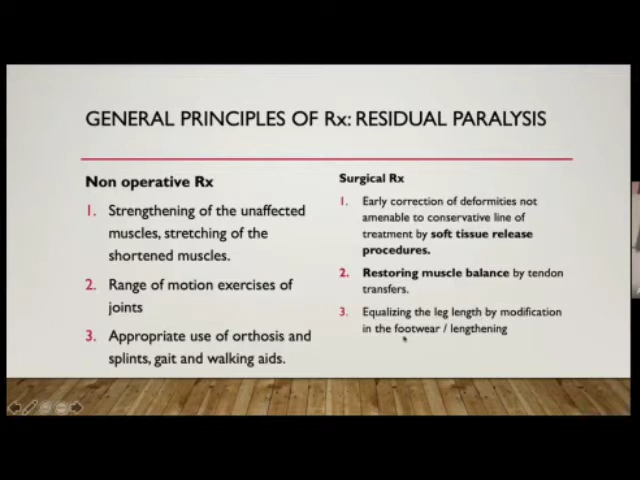 GENERAL PRINCIPLES OF Rx: RESIDUAL PARALYSIS
Non operative Rx
1. Strengthening of the unaffected
muscles, stretching of the
shortened muscles.
2. Range of motion exercises of
joints
3. Appropriate use of orthosis and
splints, gait and walking aids.
Surgical Rx
1. Early correction of deformities not
amenable to conservative line of
treatment by soft tissue release
procedures.
2. Restoring muscle balance by tendon
transfers.
3. Equalizing the leg length by modification
in the footwear / lengthening